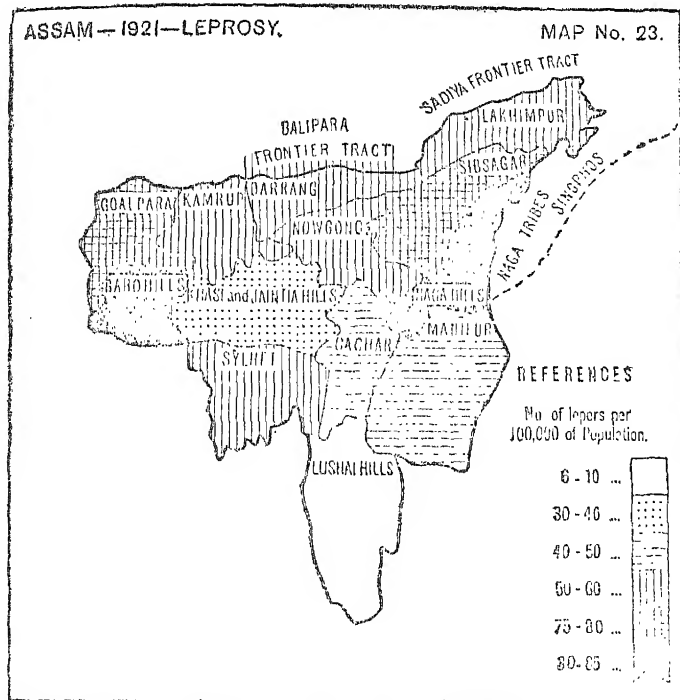 ASSAM — 1921 — LEPROSY.
MAP No. 23.
SADIYA FRONTIER TRACT
LAKHIMPUR
BALIPARA
FRONTIER TRACT
SIBSAGAR
DARRANG
GOALPARA
KAMRUP
NOWGONG
NAGA TRIBES
SINGPHOS
GARO HILLS
KHASI and JAINTIA HILLS
NAGA HILLS
MANIPUR
CACHAR
SYLHET
LUSHAI HILLS
REFERENCES
No. of lepers per
100,000 of Population.
6 - 10 ...
30 - 40 ...
40 - 50 ...
50 - 60 ...
75 - 80 ...
80 - 85 ...